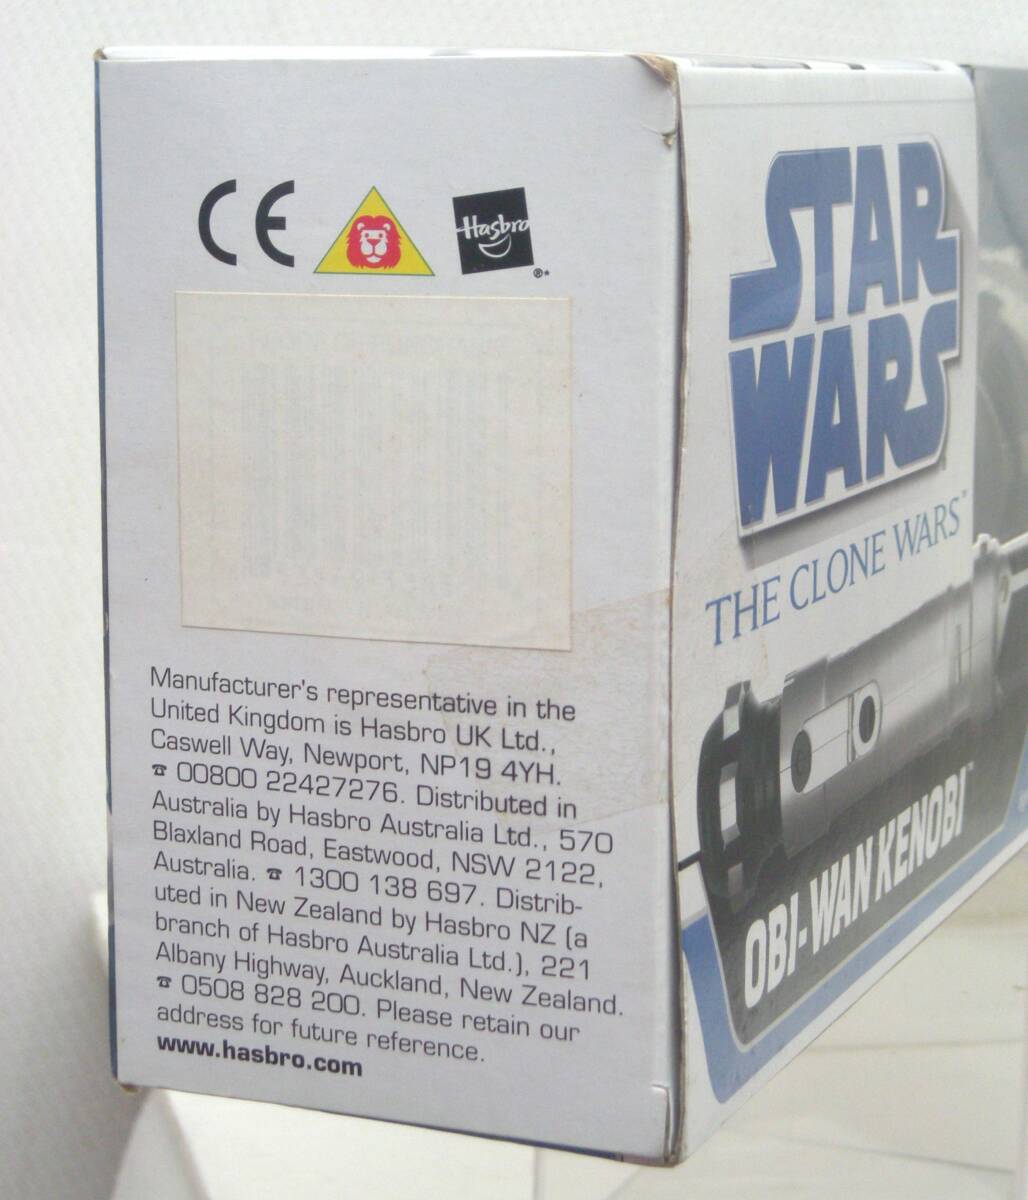 CE
Hasbro
®*
Manufacturer's representative in the
United Kingdom is Hasbro UK Ltd.,
Caswell Way, Newport, NP19 4YH.
☎ 00800 22427276. Distributed in
Australia by Hasbro Australia Ltd., 570
Blaxland Road, Eastwood, NSW 2122,
Australia. ☎ 1300 138 697. Distrib-
uted in New Zealand by Hasbro NZ (a
branch of Hasbro Australia Ltd.), 221
Albany Highway, Auckland, New Zealand.
☎ 0508 828 200. Please retain our
address for future reference.
www.hasbro.com
STAR
WARS
THE CLONE WARS™
OBI-WAN KENOBI™